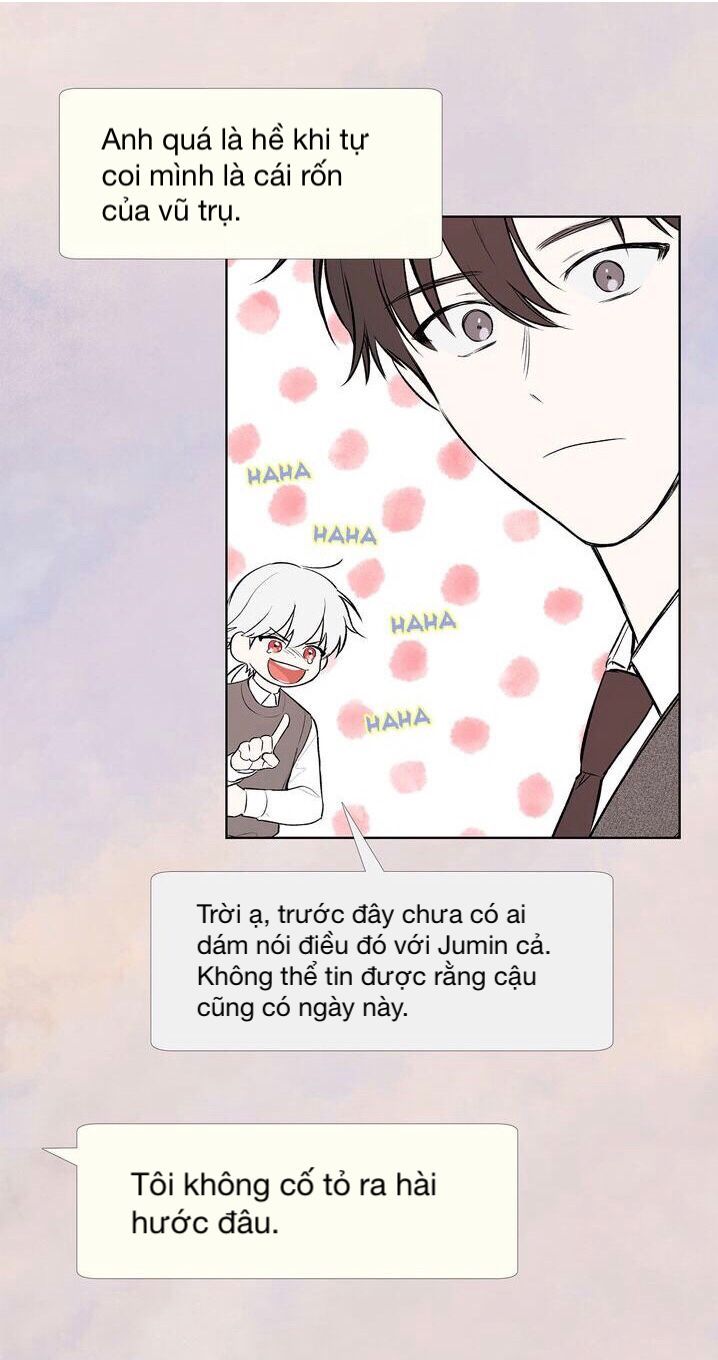 Anh quá là hề khi tự
coi mình là cái rốn
của vũ trụ.
HAHA
HAHA
HAHA
HAHA
Trời ạ, trước đây chưa có ai
dám nói điều đó với Jumin cả.
Không thể tin được rằng cậu
cũng có ngày này.
Tôi không cố tỏ ra hài
hước đâu.